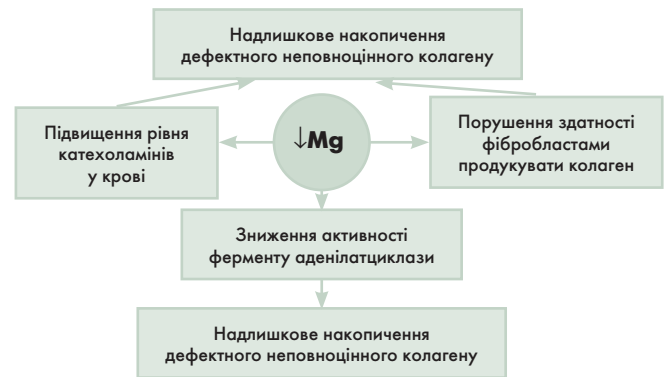 Надлишкове накопичення
дефектного неповноцінного колагену
Підвищення рівня
катехоламінів
у крові
↓Mg
Порушення здатності
фібробластами
продукувати колаген
Зниження активності
ферменту аденілатциклази
Надлишкове накопичення
дефектного неповноцінного колагену